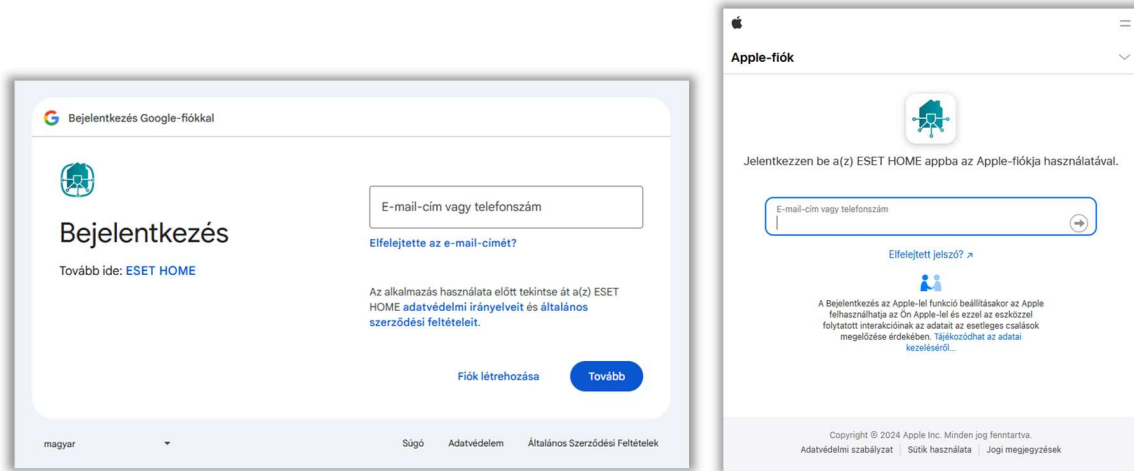 Bejelentkezés Google-fiókkal
Bejelentkezés
Tovább ide: ESET HOME
E-mail-cím vagy telefonszám
Elfelejtette az e-mail-címét?
Az alkalmazás használata előtt tekintse át a(z) ESET
HOME adatvédelmi irányelveit és általános
szerződési feltételeit.
Fiók létrehozása
Tovább
magyar
Súgó
Adatvédelem
Általános Szerződési Feltételek
Apple-fiók
Jelentkezzen be a(z) ESET HOME appba az Apple-fiókja használatával.
E-mail-cím vagy telefonszám
Elfelejtett jelszó?
A Bejelentkezés az Apple-lel funkció beállításakor az Apple
felhasználhatja az Ön Apple-lel és ezzel az eszközzel
folytatott interakcióinak az adatait az esetleges csalások
megelőzése érdekében. Tájékozódhat az adatai
kezeléséről...
Copyright © 2024 Apple Inc. Minden jog fenntartva.
Adatvédelmi szabályzat | Sütik használata | Jogi megjegyzések